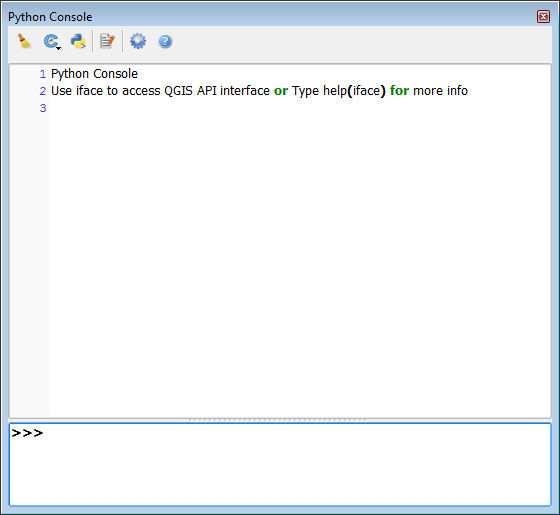 Python Console
1 Python Console
2 Use iface to access QGIS API interface or Type help(iface) for more info
3
>>>